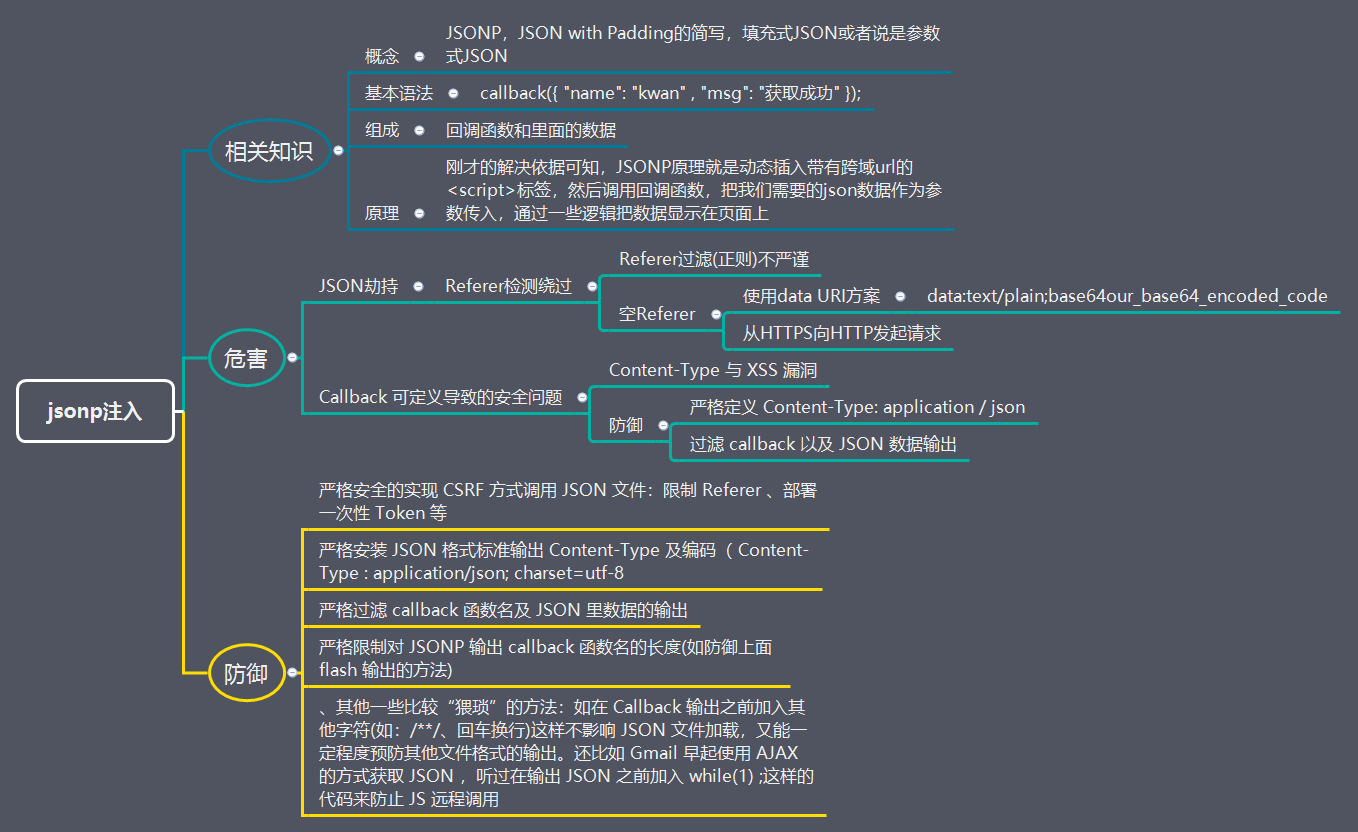 jsonp注入
相关知识
概念
JSONP，JSON with Padding的简写，填充式JSON或者说是参数
式JSON
基本语法
callback({ "name": "kwan" , "msg": "获取成功" });
组成
回调函数和里面的数据
原理
刚才的解决依据可知，JSONP原理就是动态插入带有跨域url的
<script>标签，然后调用回调函数，把我们需要的json数据作为参
数传入，通过一些逻辑把数据显示在页面上
危害
JSON劫持
Referer检测绕过
Referer过滤(正则)不严谨
空Referer
使用data URI方案
data:text/plain;base64our_base64_encoded_code
从HTTPS向HTTP发起请求
Callback 可定义导致的安全问题
Content-Type 与 XSS 漏洞
防御
严格定义 Content-Type: application / json
过滤 callback 以及 JSON 数据输出
防御
严格安全的实现 CSRF 方式调用 JSON 文件：限制 Referer 、部署
一次性 Token 等
严格安装 JSON 格式标准输出 Content-Type 及编码（ Content-
Type : application/json; charset=utf-8
严格过滤 callback 函数名及 JSON 里数据的输出
严格限制对 JSONP 输出 callback 函数名的长度(如防御上面
flash 输出的方法)
、其他一些比较“猥琐”的方法：如在 Callback 输出之前加入其
他字符(如：/**/、回车换行)这样不影响 JSON 文件加载，又能一
定程度预防其他文件格式的输出。还比如 Gmail 早起使用 AJAX
的方式获取 JSON ，听过在输出 JSON 之前加入 while(1) ;这样的
代码来防止 JS 远程调用